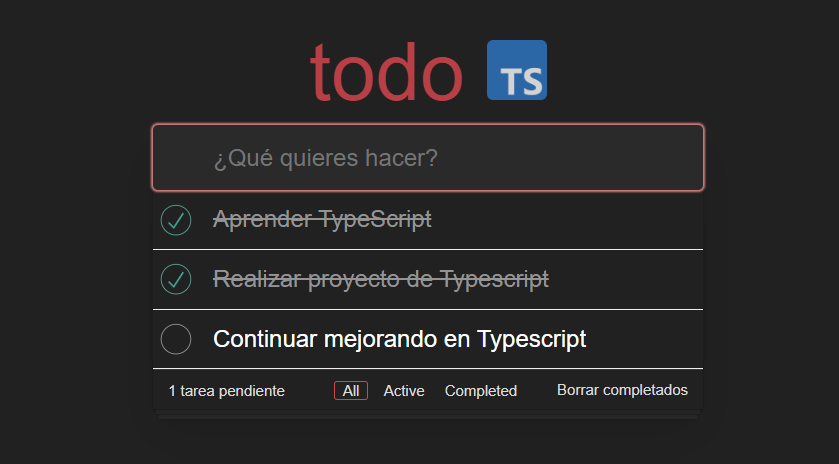 todo TS
¿Qué quieres hacer?
Aprender TypeScript
Realizar proyecto de Typescript
Continuar mejorando en Typescript
1 tarea pendiente All Active Completed Borrar completados